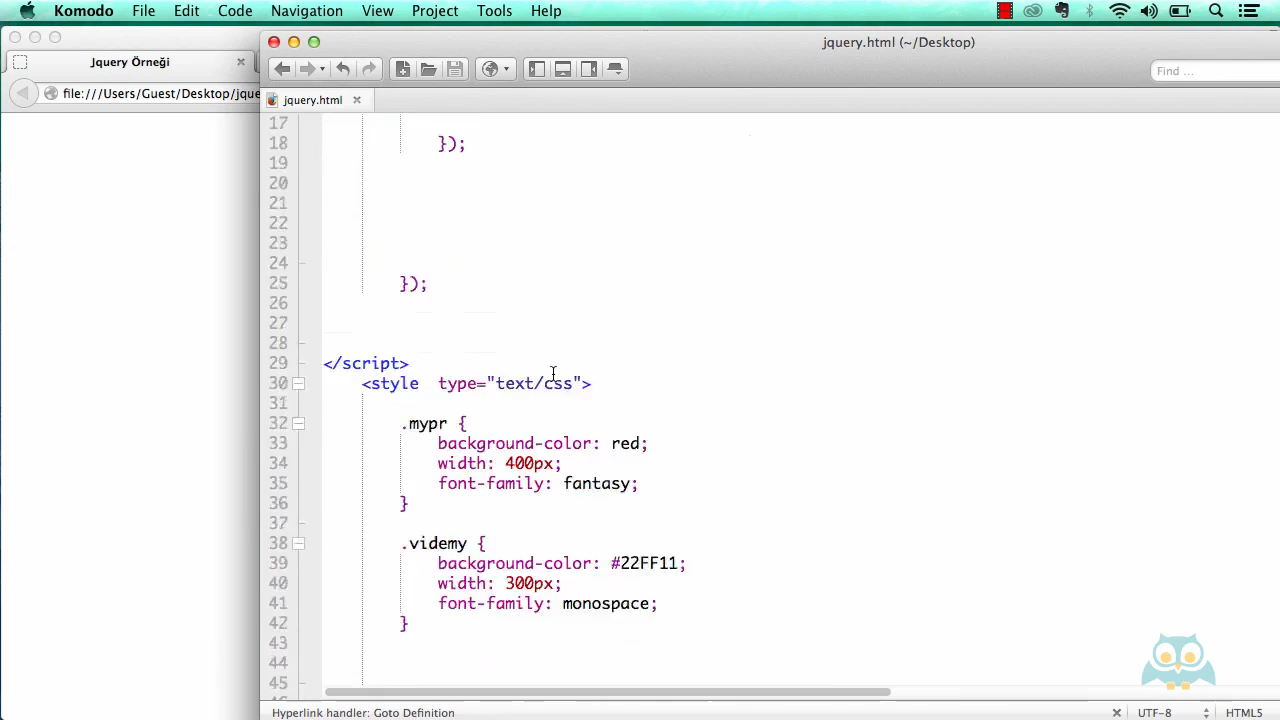 Komodo File Edit Code Navigation View Project Tools Help
jquery.html (~/Desktop)
Jquery Örneği
Find ...
file:///Users/Guest/Desktop/jque
jquery.html
17
18 });
19
20
21
22
23
24
25 });
26
27
28
29 </script>
30 <style type="text/css">
31
32 .mypr {
33 background-color: red;
34 width: 400px;
35 font-family: fantasy;
36 }
37
38 .videmy {
39 background-color: #22FF11;
40 width: 300px;
41 font-family: monospace;
42 }
43
44
45
Hyperlink handler: Goto Definition UTF-8 HTML5